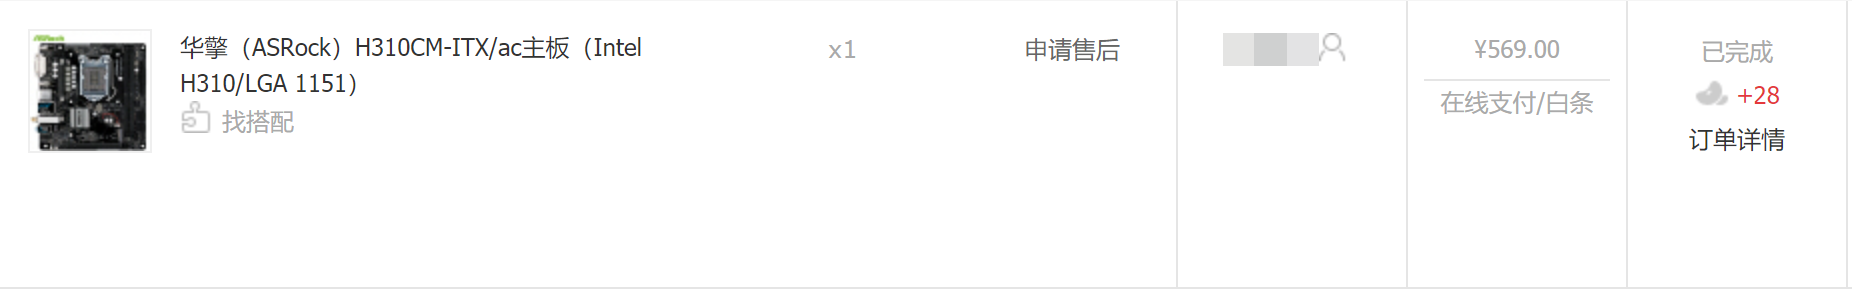 ASRock
华擎（ASRock）H310CM-ITX/ac主板（Intel
H310/LGA 1151）
找搭配
x1
申请售后
¥569.00
在线支付/白条
已完成
+28
订单详情